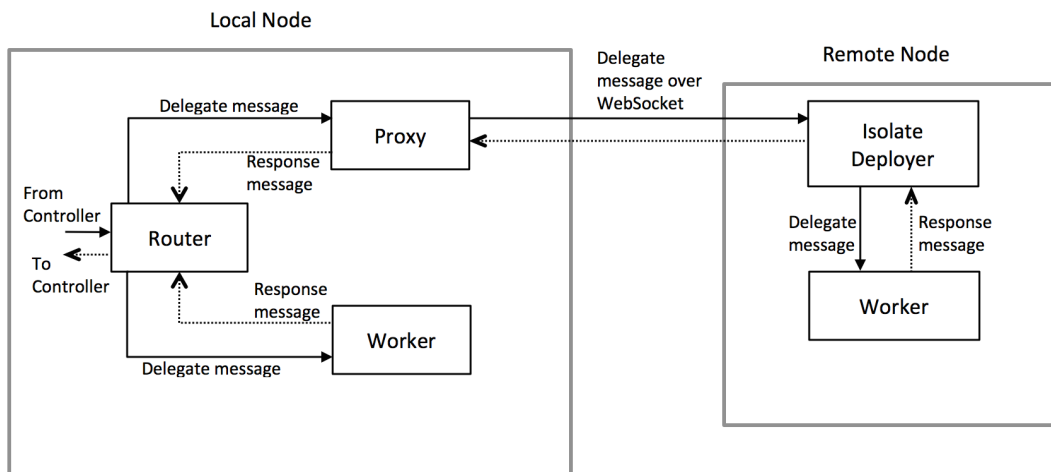 Local Node
Remote Node
Delegate
message over
WebSocket
Delegate message
Proxy
Isolate
Deployer
Response
message
From
Controller
Router
To
Controller
Delegate
message
Response
message
Response
message
Worker
Worker
Delegate message